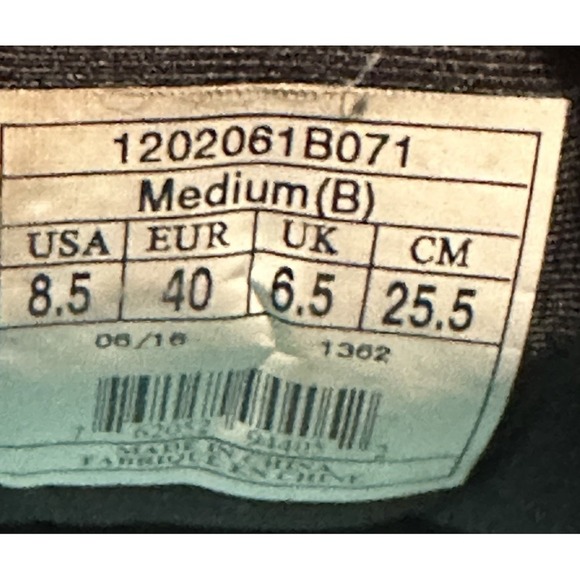 1202061B071
Medium (B)
USA EUR UK CM
8.5 40 6.5 25.5
06/16 1362
MADE IN CHINA
FABRIQUE EN CHINE